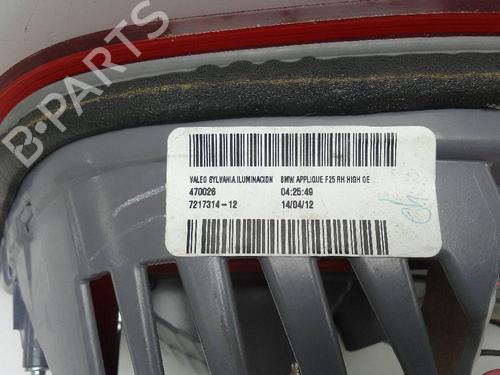 B-PARTS
VALEO SYLVANIA ILUMINACION BMW APPLIQUE F25 RH HIGH OE
470026 04:25:49
7217314-12 14/04/12